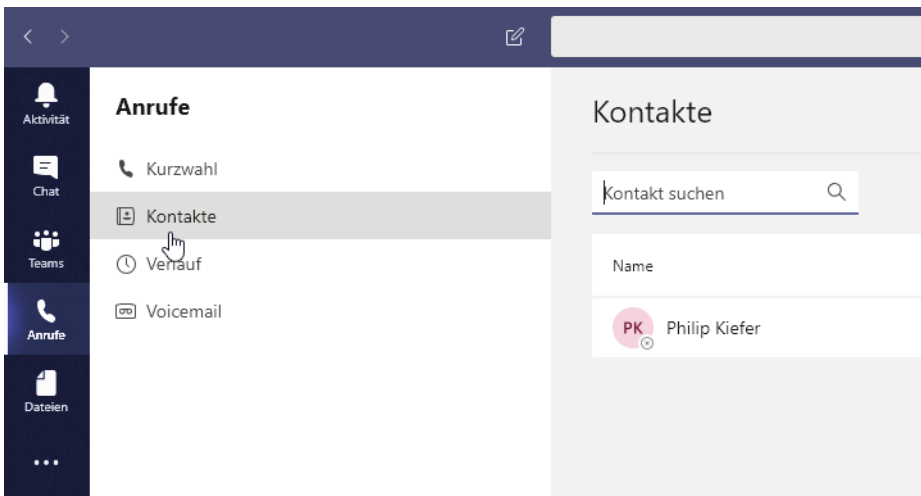 Aktivität
Chat
Teams
Anrufe
Dateien
Anrufe
Kurzwahl
Kontakte
Verlauf
Voicemail
Kontakte
Kontakt suchen
Name
PK Philip Kiefer